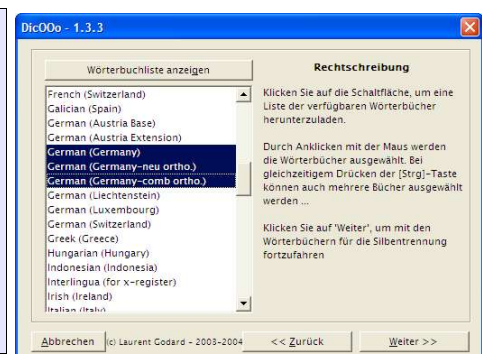 DicOOo - 1.3.3
Wörterbuchliste anzeigen
French (Switzerland)
Galician (Spain)
German (Austria Base)
German (Austria Extension)
German (Germany)
German (Germany-neu ortho.)
German (Germany-comb ortho.)
German (Liechtenstein)
German (Luxembourg)
German (Switzerland)
Greek (Greece)
Hungarian (Hungary)
Indonesian (Indonesia)
Interlingua (for x-register)
Irish (Ireland)
Italian (Italy)
Rechtschreibung
Klicken Sie auf die Schaltfläche, um eine
Liste der verfügbaren Wörterbücher
herunterzuladen.
Durch Anklicken mit der Maus werden
die Wörterbücher ausgewählt. Bei
gleichzeitigem Drücken der [Strg]-Taste
können auch mehrere Bücher ausgewählt
werden ...
Klicken Sie auf 'Weiter', um mit den
Wörterbüchern für die Silbentrennung
fortzufahren
Abbrechen (c) Laurent Godard - 2003-2004 << Zurück Weiter >>